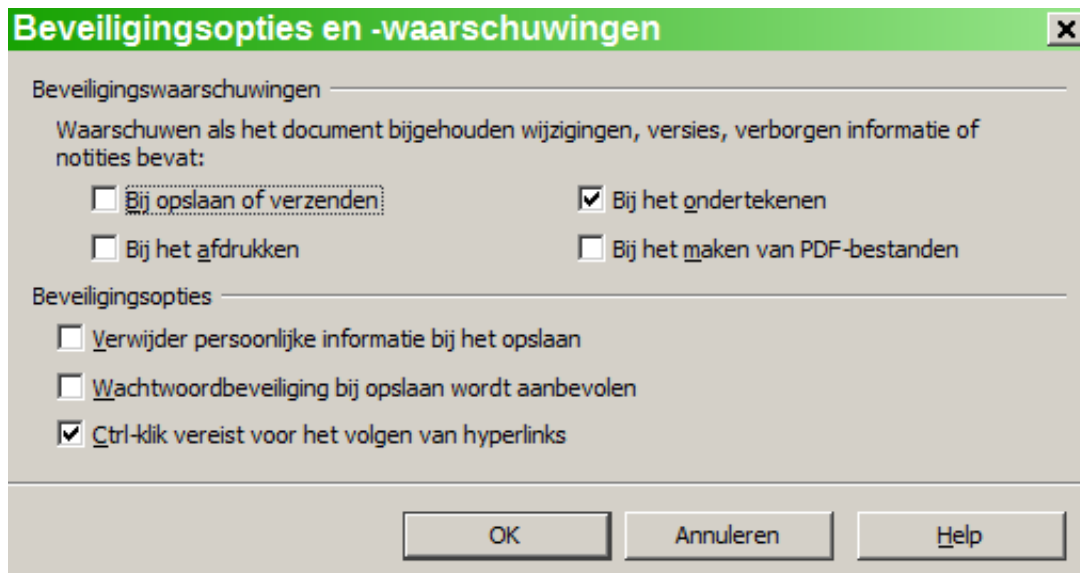 Beveiligingsopties en -waarschuwingen
Beveiligingswaarschuwingen
Waarschuwen als het document bijgehouden wijzigingen, versies, verborgen informatie of
notities bevat:
Bij opslaan of verzenden
Bij het ondertekenen
Bij het afdrukken
Bij het maken van PDF-bestanden
Beveiligingsopties
Verwijder persoonlijke informatie bij het opslaan
Wachtwoordbeveiliging bij opslaan wordt aanbevolen
Ctrl-klik vereist voor het volgen van hyperlinks
OK
Annuleren
Help